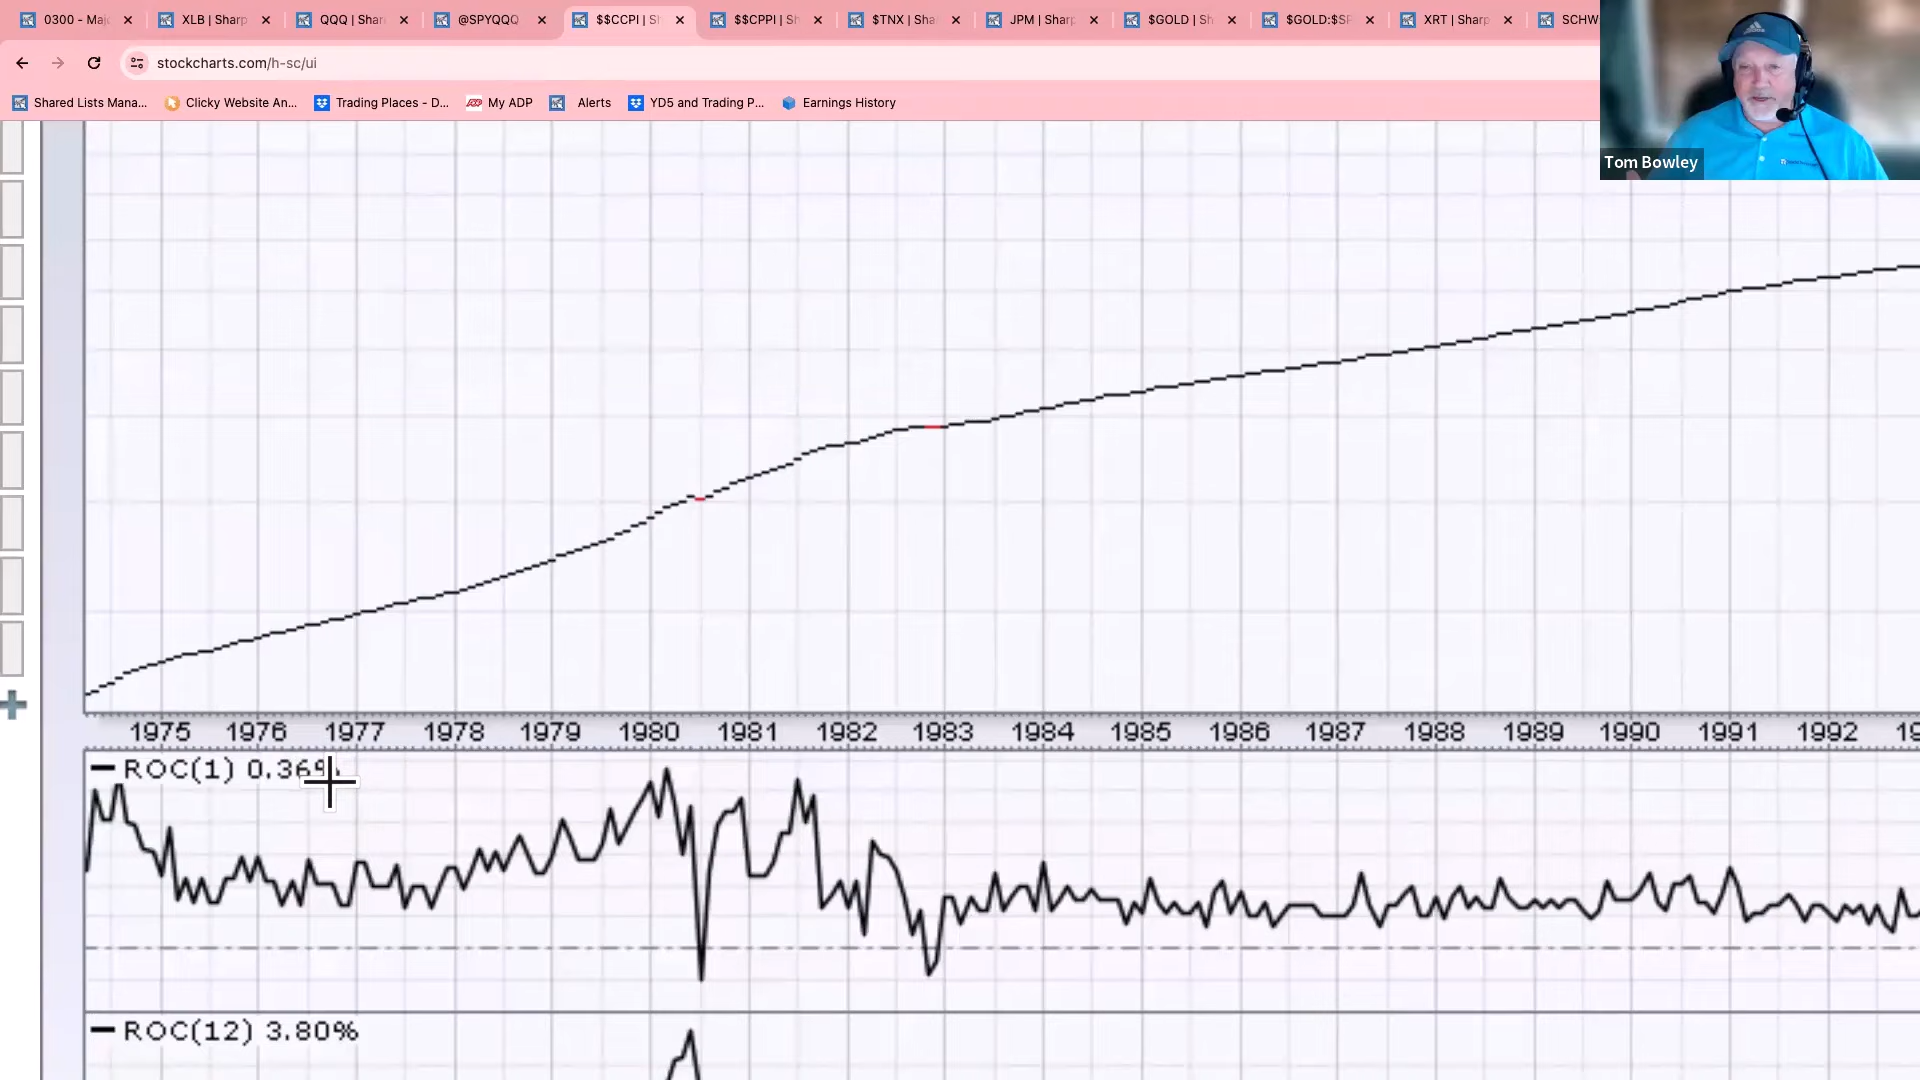 0300 - Maj
XLB | Sharp
QQQ | Shar
@SPYQQQ
$$CCPI | S
$$CPPI | S
$TNX | Sha
JPM | Sharp
$GOLD | Sh
$GOLD:$SP
XRT | Sharp
SCHW
stockcharts.com/h-sc/ui
Shared Lists Mana...
Clicky Website An...
Trading Places - D...
My ADP
Alerts
YD5 and Trading P...
Earnings History
Tom Bowley
1975 1976 1977 1978 1979 1980 1981 1982 1983 1984 1985 1986 1987 1988 1989 1990 1991 1992 19
ROC(1) 0.36%
ROC(12) 3.80%